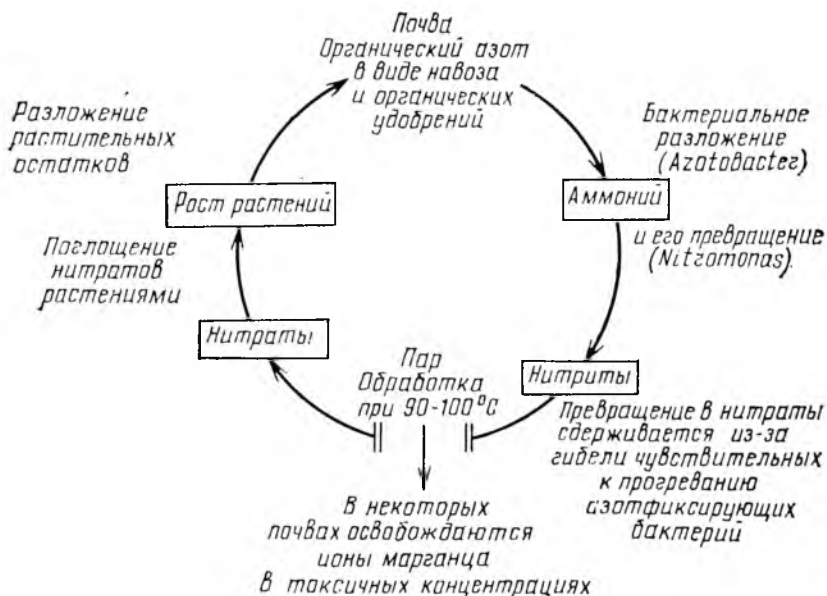 Почва
Органический азот
в виде навоза
и органических
удобрений
Разложение
растительных
остатков
Бактериальное
разложение
(Azotobacter)
Рост растений
Аммоний
и его превращение
(Nitromonas).
Поглощение
нитратов
растениями
Нитраты
Пар
Обработка
при 90-100°С
Нитриты
Превращение в нитраты
сдерживается из-за
гибели чувствительных
к прогреванию
азотфиксирующих
бактерий
В некоторых
почвах освобождаются
ионы марганца
в токсичных концентрациях